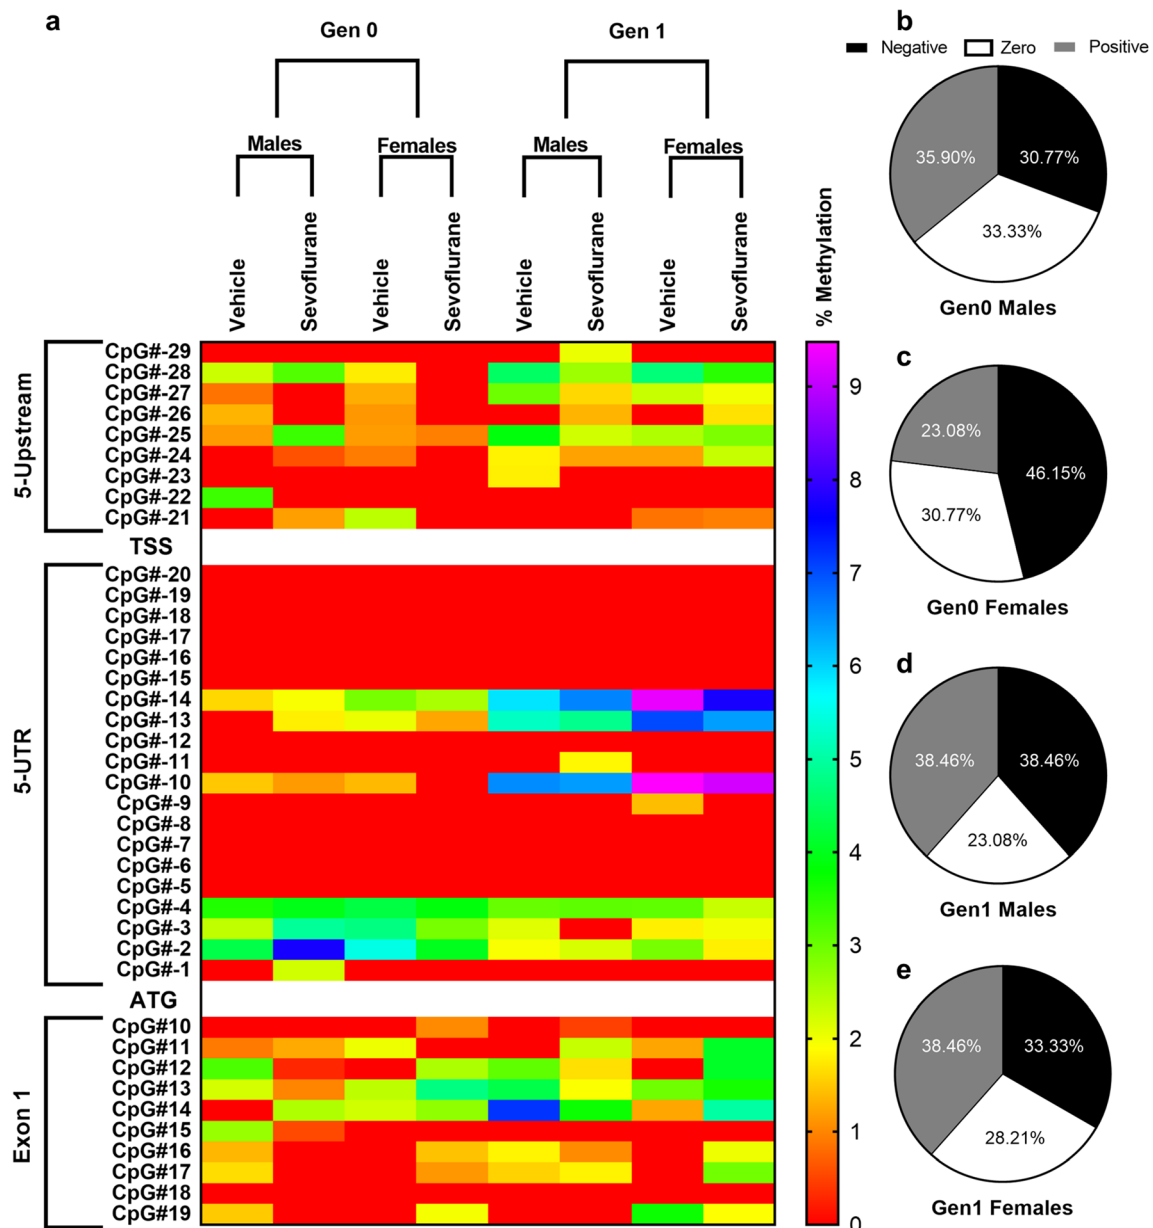 a
Gen 0
Gen 1
Males
Females
Males
Females
Vehicle
Sevoflurane
Vehicle
Sevoflurane
Vehicle
Sevoflurane
Vehicle
Sevoflurane
% Methylation
5-Upstream
CpG#-29
CpG#-28
CpG#-27
CpG#-26
CpG#-25
CpG#-24
CpG#-23
CpG#-22
CpG#-21
TSS
5-UTR
CpG#-20
CpG#-19
CpG#-18
CpG#-17
CpG#-16
CpG#-15
CpG#-14
CpG#-13
CpG#-12
CpG#-11
CpG#-10
CpG#-9
CpG#-8
CpG#-7
CpG#-6
CpG#-5
CpG#-4
CpG#-3
CpG#-2
CpG#-1
ATG
Exon 1
CpG#10
CpG#11
CpG#12
CpG#13
CpG#14
CpG#15
CpG#16
CpG#17
CpG#18
CpG#19
9
8
7
6
5
4
3
2
1
0
b
Negative Zero Positive
35.90%
30.77%
33.33%
Gen0 Males
c
23.08%
46.15%
30.77%
Gen0 Females
d
38.46%
38.46%
23.08%
Gen1 Males
e
38.46%
33.33%
28.21%
Gen1 Females